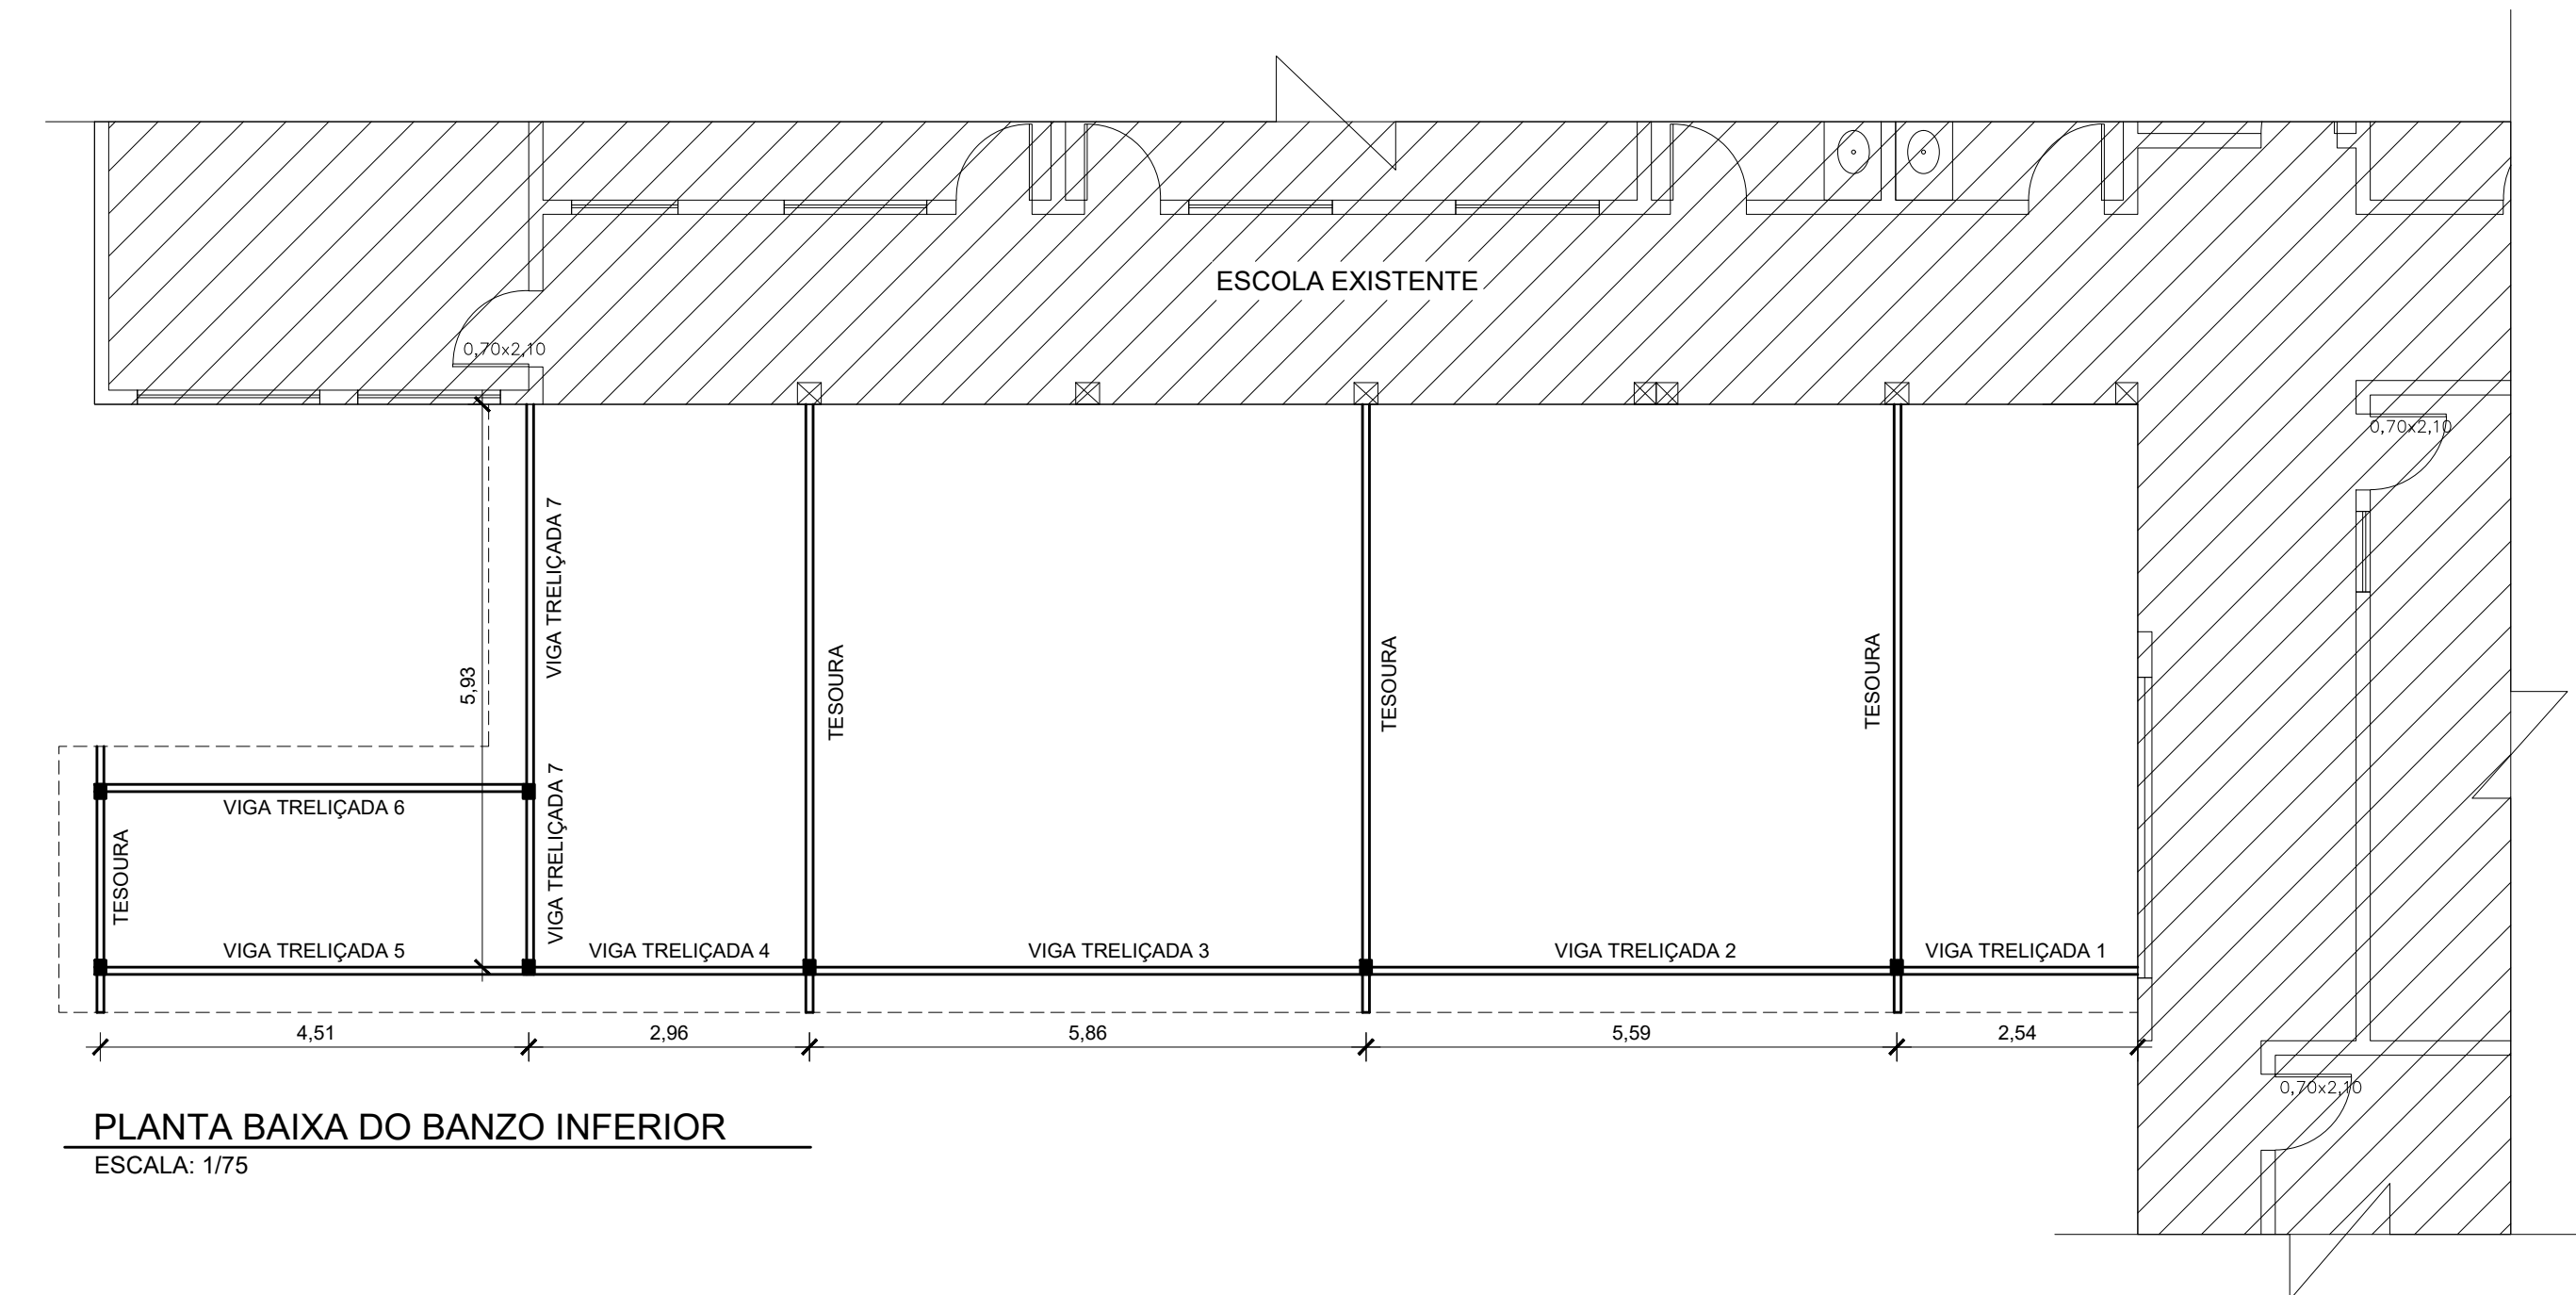 ESCOLA EXISTENTE
0,70x2,10
0,70x2,10
VIGA TRELIÇADA 7
TESOURA
TESOURA
TESOURA
5,93
VIGA TRELIÇADA 6
VIGA TRELIÇADA 7
TESOURA
VIGA TRELIÇADA 5
VIGA TRELIÇADA 4
VIGA TRELIÇADA 3
VIGA TRELIÇADA 2
VIGA TRELIÇADA 1
4,51
2,96
5,86
5,59
2,54
0,70x2,10
PLANTA BAIXA DO BANZO INFERIOR
ESCALA: 1/75